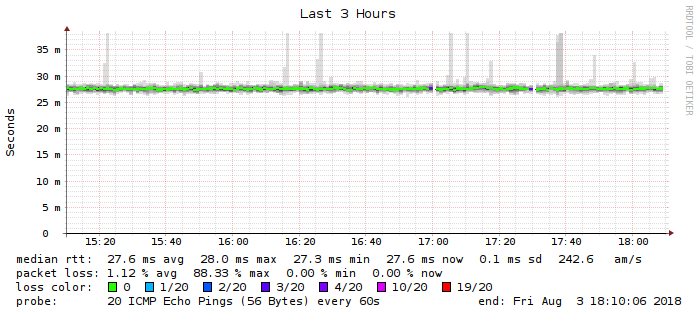 Last 3 Hours
RRDTOOL / TOBI OETIKER
Seconds
35 m
30 m
25 m
20 m
15 m
10 m
5 m
0
15:20 15:40 16:00 16:20 16:40 17:00 17:20 17:40 18:00
median rtt: 27.6 ms avg 28.0 ms max 27.3 ms min 27.6 ms now 0.1 ms sd 242.6 am/s
packet loss: 1.12 % avg 88.33 % max 0.00 % min 0.00 % now
loss color: 0 1/20 2/20 3/20 4/20 10/20 19/20
probe: 20 ICMP Echo Pings (56 Bytes) every 60s end: Fri Aug 3 18:10:06 2018